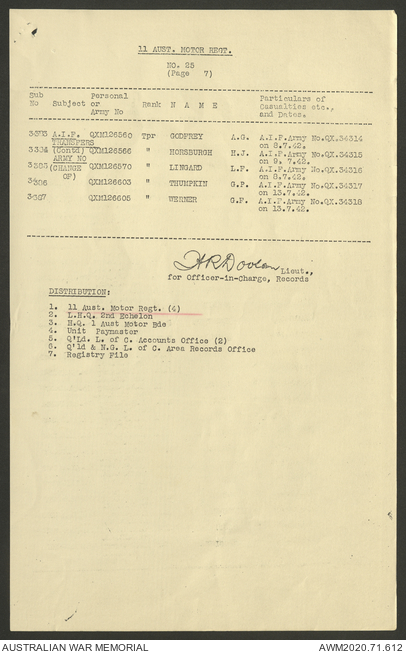 11 AUST. MOTOR REGT.
NO. 25
(Page 7)
Sub No Subject Personal or Army No Rank N A M E Particulars of Casualties etc., and Dates.
A.I.F. QXM126560 Tpr GODFREY A.G. A.I.F.Army No.QX.34314
TRANSFERS on 8.7.42.
(Contd) QXM126566 " HORSBURGH H.J. A.I.F.Army No.QX.34315
ARMY NO on 9.7.42.
(CHANGE QXM126570 " LINGARD L.F. A.I.F.Army No.QX.34316
OF) on 8.7.42.
QXM126603 " THUMPKIN G.P. A.I.F.Army No.QX.34317
on 13.7.42.
QXM126605 " WERNER G.F. A.I.F.Army No.QX.34318
on 13.7.42.
Lieut.,
for Officer-in-Charge, Records
DISTRIBUTION:
1. 11 Aust. Motor Regt. (4)
2. L.H.Q. 2nd Echelon
3. H.Q. 1 Aust Motor Bde
4. Unit Paymaster
5. Q'Ld. L. of C. Accounts Office (2)
6. Q'ld & N.G. L. of C. Area Records Office
7. Registry File
AUSTRALIAN WAR MEMORIAL AWM2020.71.612